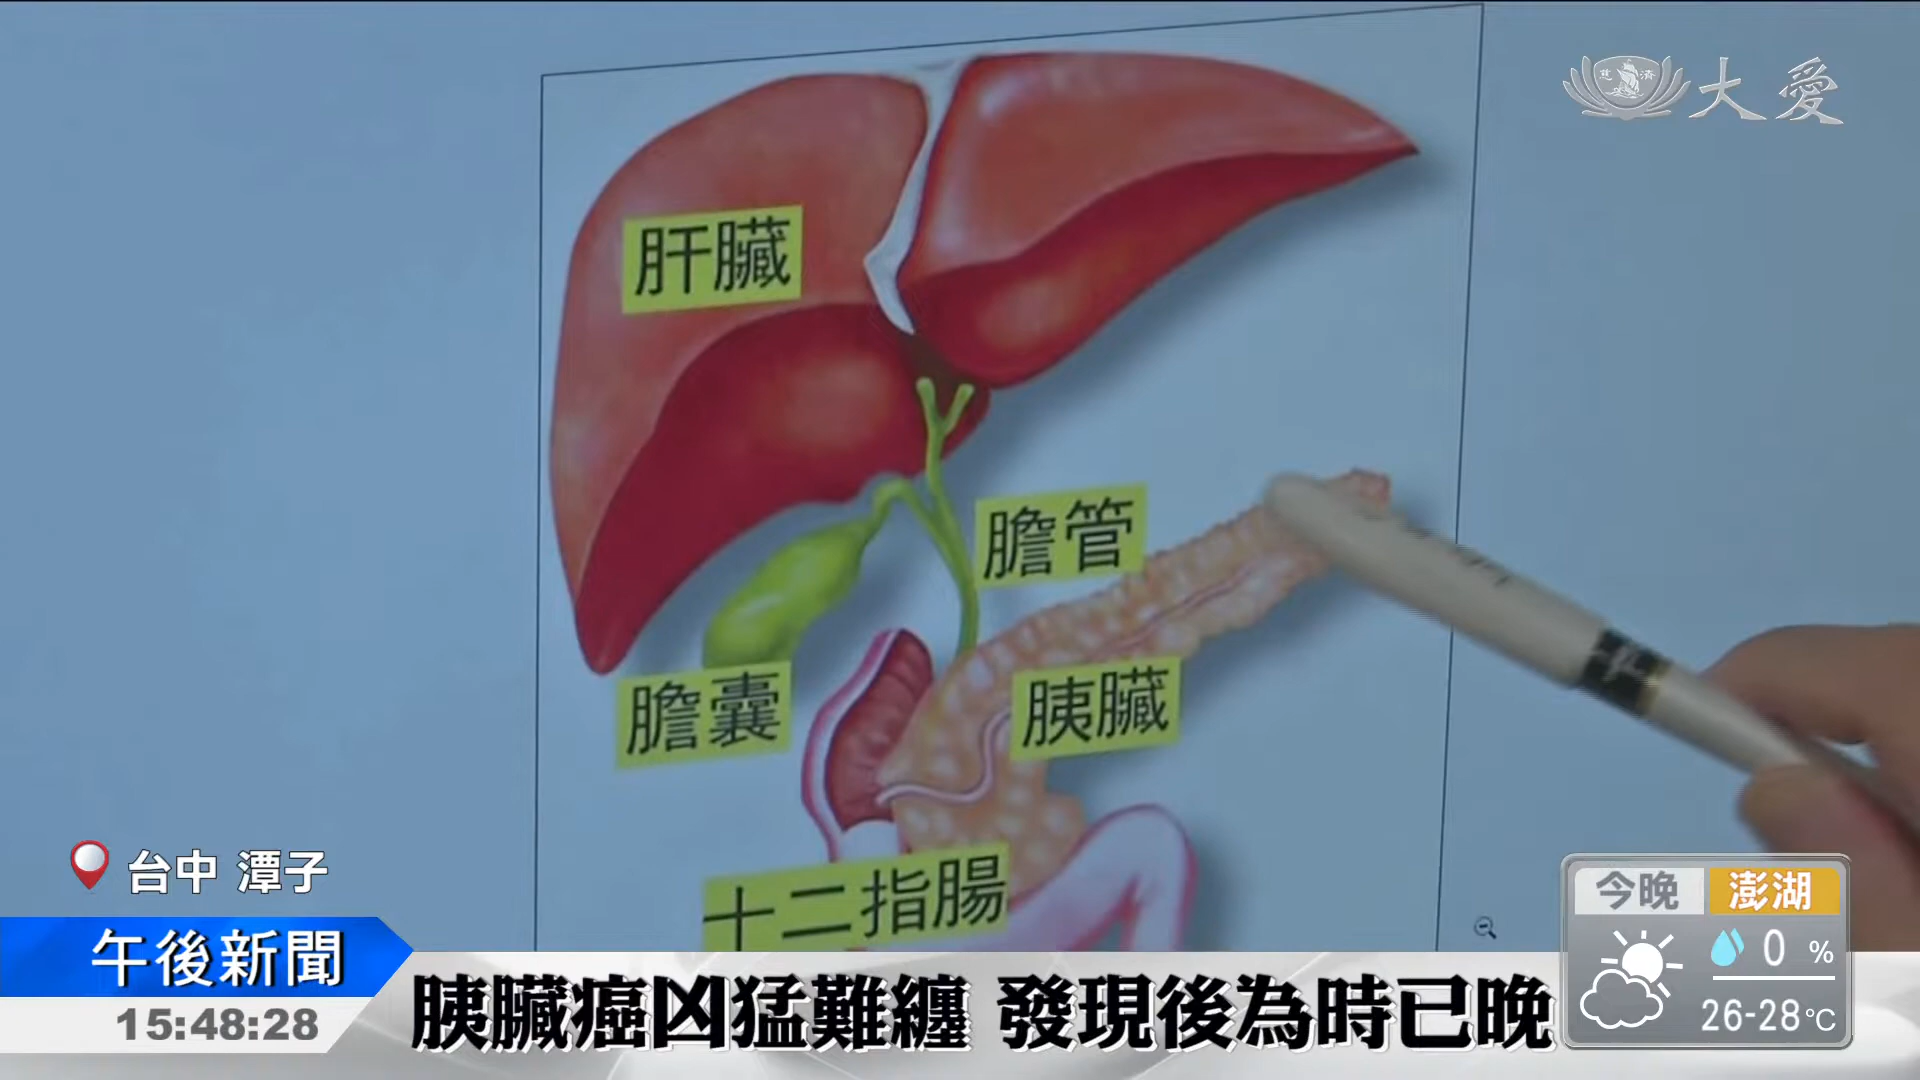 慈濟
大愛
肝臟
膽管
膽囊
胰臟
十二指腸
台中 潭子
午後新聞
15:48:28
胰臟癌凶猛難纏 發現後為時已晚
今晚 澎湖
0 %
26-28°C